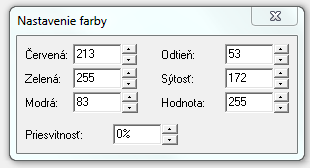 Nastavenie farby
Červená: 213 Odtieň: 53
Zelená: 255 Sýtosť: 172
Modrá: 83 Hodnota: 255
Priesvitnosť: 0%